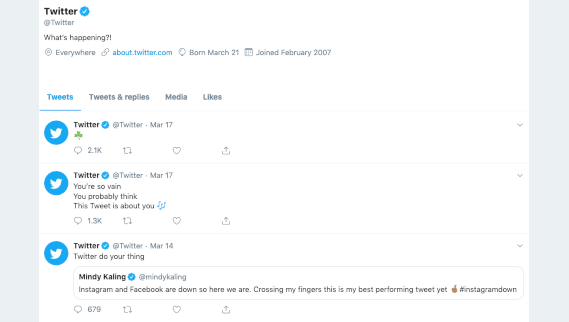 Twitter
@Twitter
What's happening?!
Everywhere about.twitter.com Born March 21 Joined February 2007
Tweets Tweets & replies Media Likes
Twitter @Twitter · Mar 17
☘️
2.1K
Twitter @Twitter · Mar 17
You're so vain
You probably think
This Tweet is about you 🎶
1.3K
Twitter @Twitter · Mar 14
Twitter do your thing
Mindy Kaling @mindykaling
Instagram and Facebook are down so here we are. Crossing my fingers this is my best performing tweet yet 🤞🏽#instagramdown
679